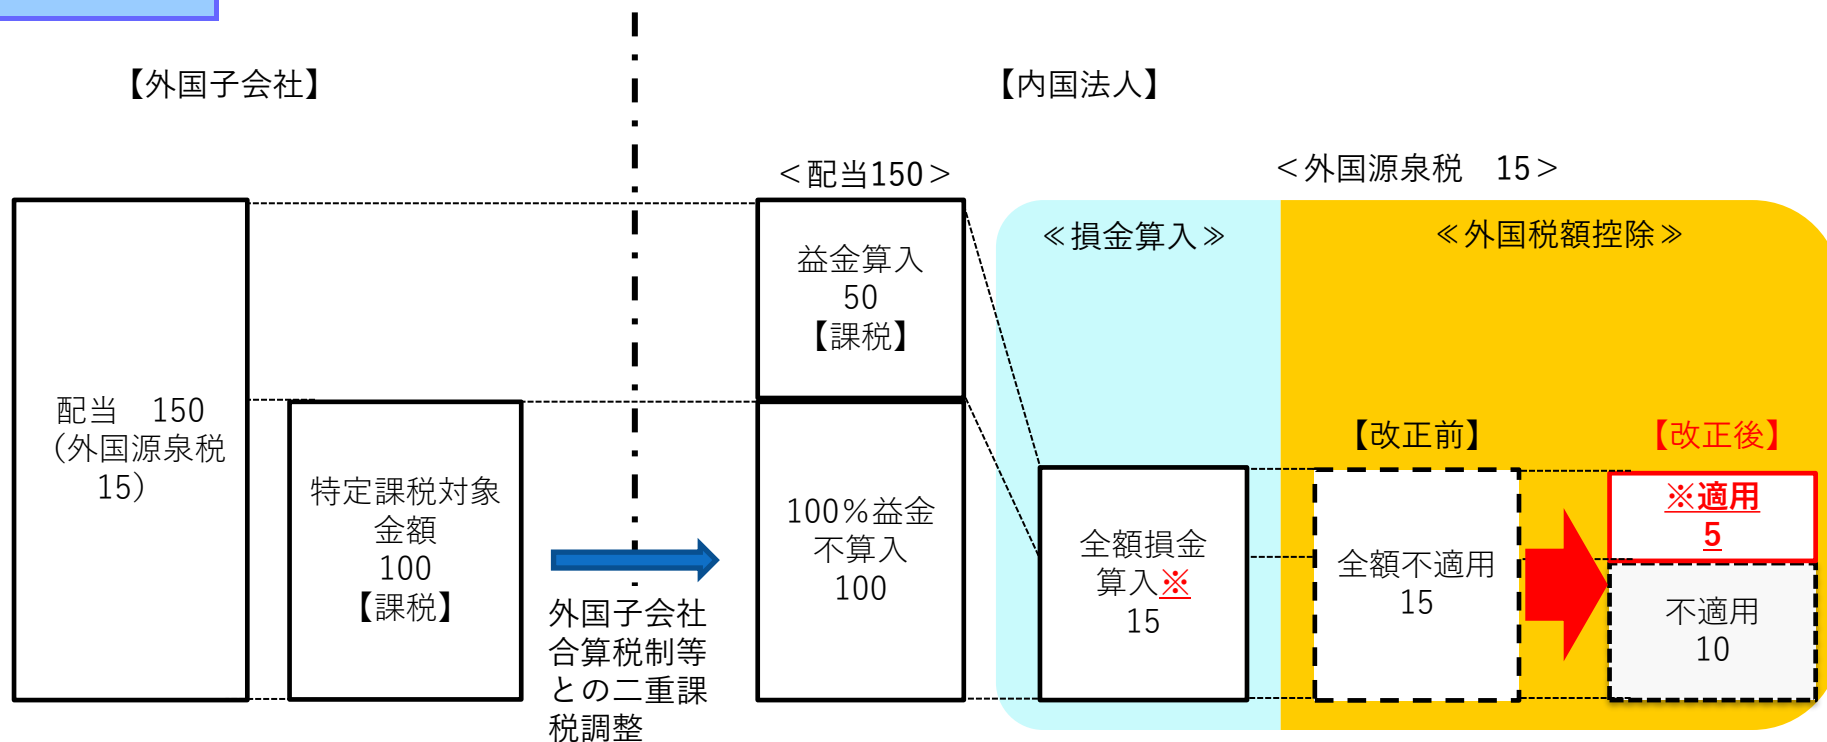 【外国子会社】
【内国法人】
＜配当150＞
＜外国源泉税　15＞
≪損金算入≫
≪外国税額控除≫
配当　150
（外国源泉税
15）
特定課税対象
金額
100
【課税】
外国子会社
合算税制等
との二重課
税調整
益金算入
50
【課税】
100％益金
不算入
100
全額損金
算入※
15
【改正前】
全額不適用
15
【改正後】
※適用
5
不適用
10